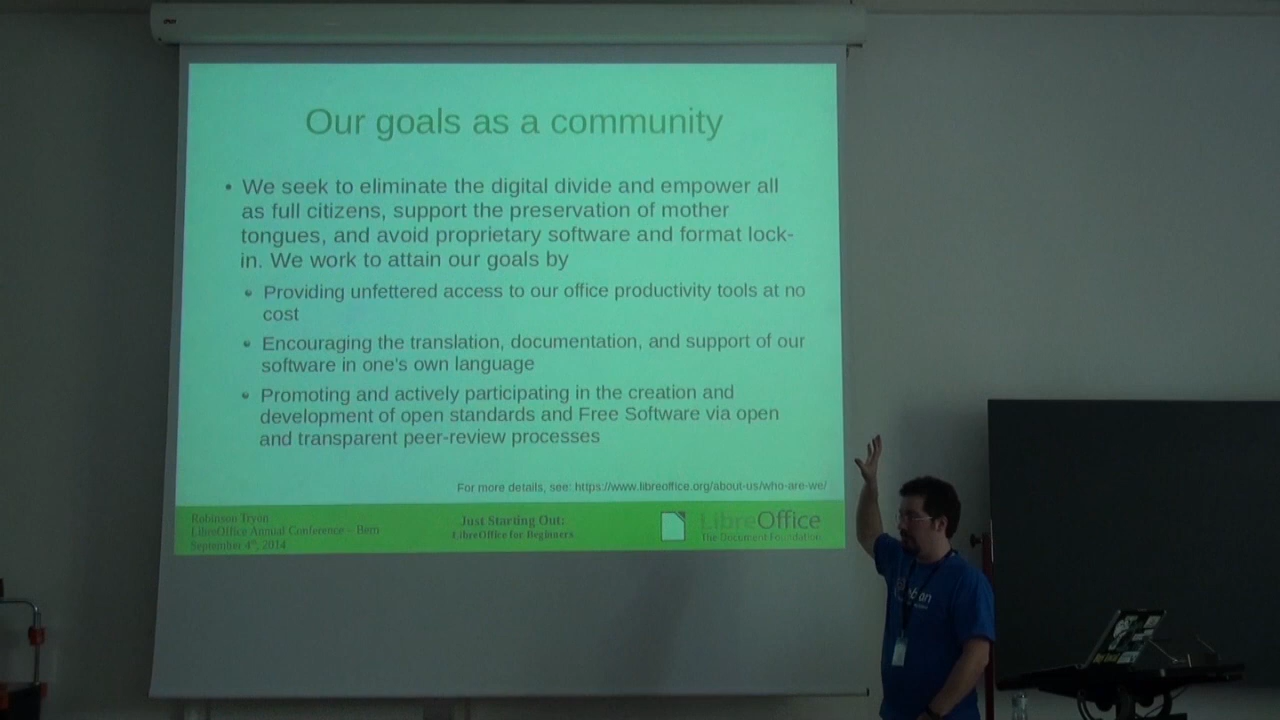 Our goals as a community
• We seek to eliminate the digital divide and empower all
as full citizens, support the preservation of mother
tongues, and avoid proprietary software and format lock-
in. We work to attain our goals by
• Providing unfettered access to our office productivity tools at no
cost
• Encouraging the translation, documentation, and support of our
software in one's own language
• Promoting and actively participating in the creation and
development of open standards and Free Software via open
and transparent peer-review processes
For more details, see: https://www.libreoffice.org/about-us/who-are-we/
Robinson Tryon
LibreOffice Annual Conference – Bern
September 4th, 2014
Just Starting Out:
LibreOffice for Beginners
LibreOffice
The Document Foundation